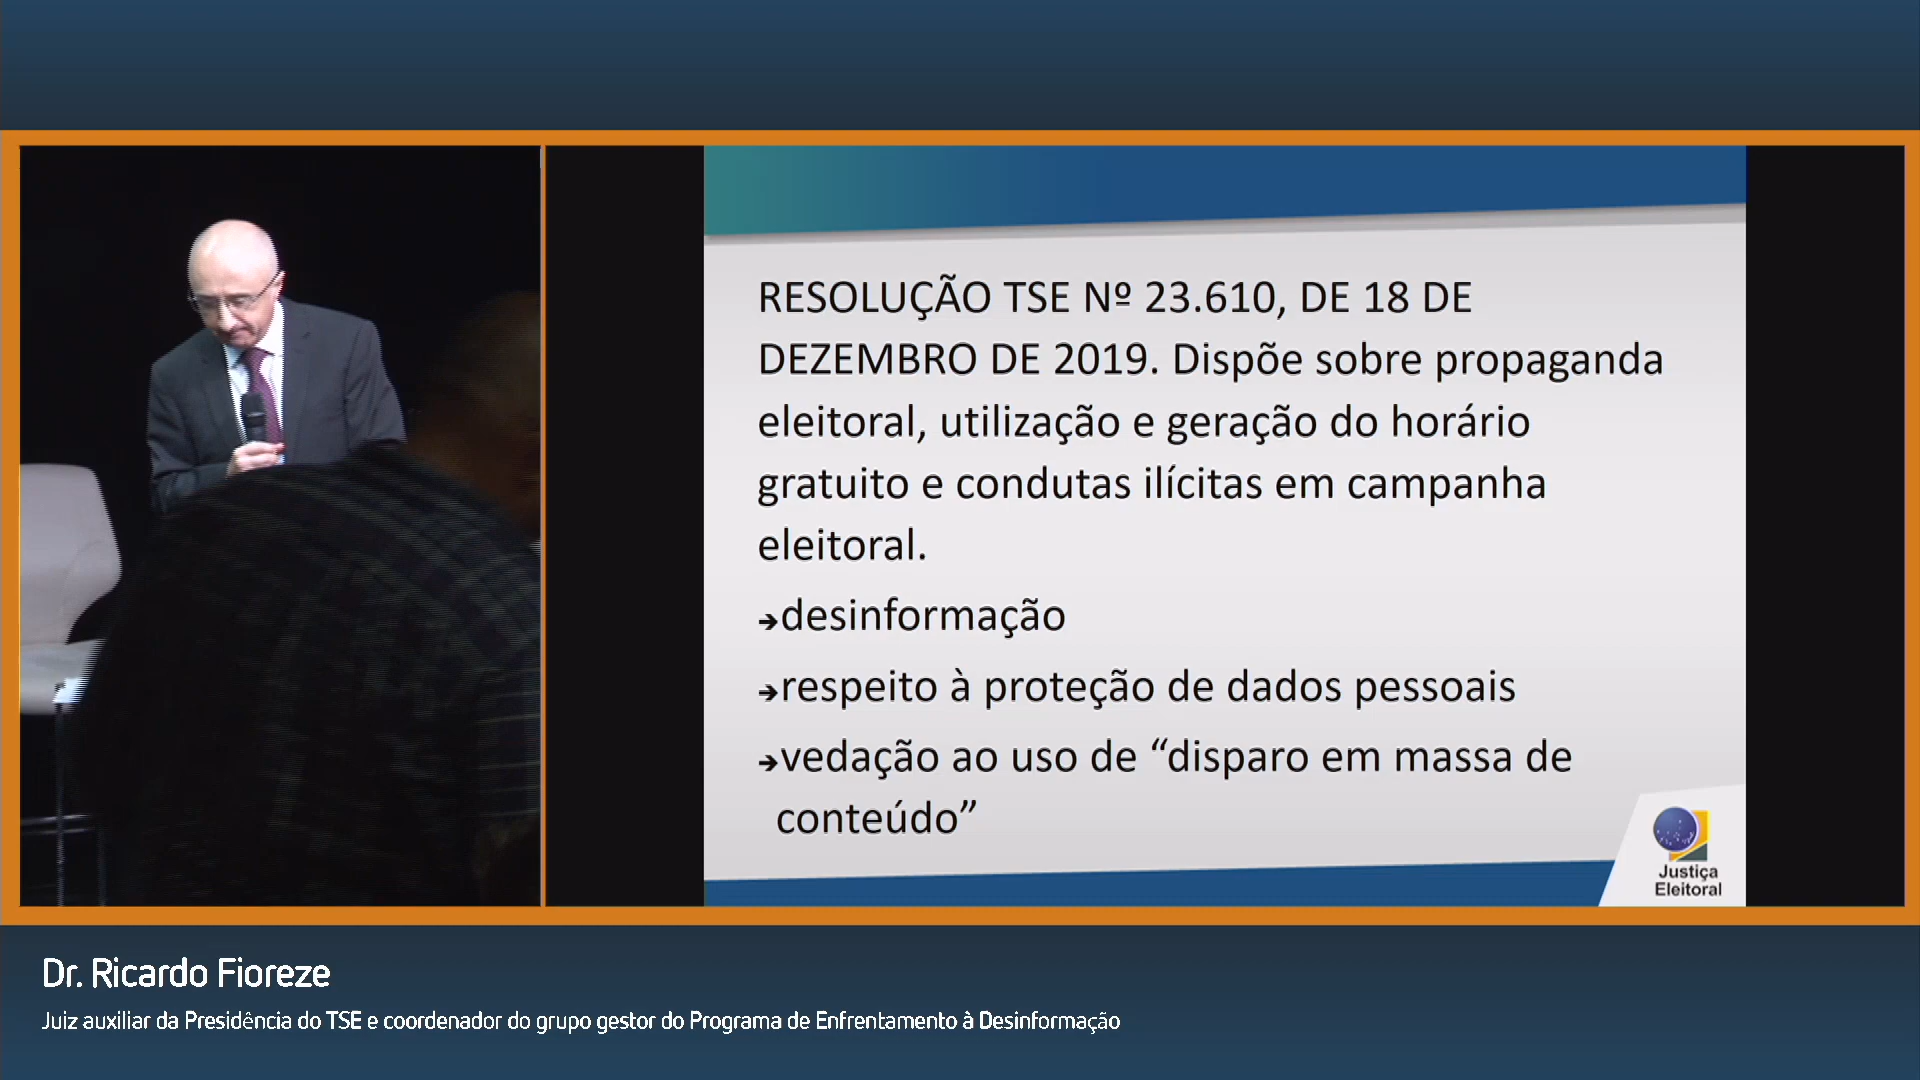 RESOLUÇÃO TSE Nº 23.610, DE 18 DE
DEZEMBRO DE 2019. Dispõe sobre propaganda
eleitoral, utilização e geração do horário
gratuito e condutas ilícitas em campanha
eleitoral.
➔desinformação
➔respeito à proteção de dados pessoais
➔vedação ao uso de “disparo em massa de
conteúdo”
Justiça
Eleitoral
Dr. Ricardo Fioreze
Juiz auxiliar da Presidência do TSE e coordenador do grupo gestor do Programa de Enfrentamento à Desinformação